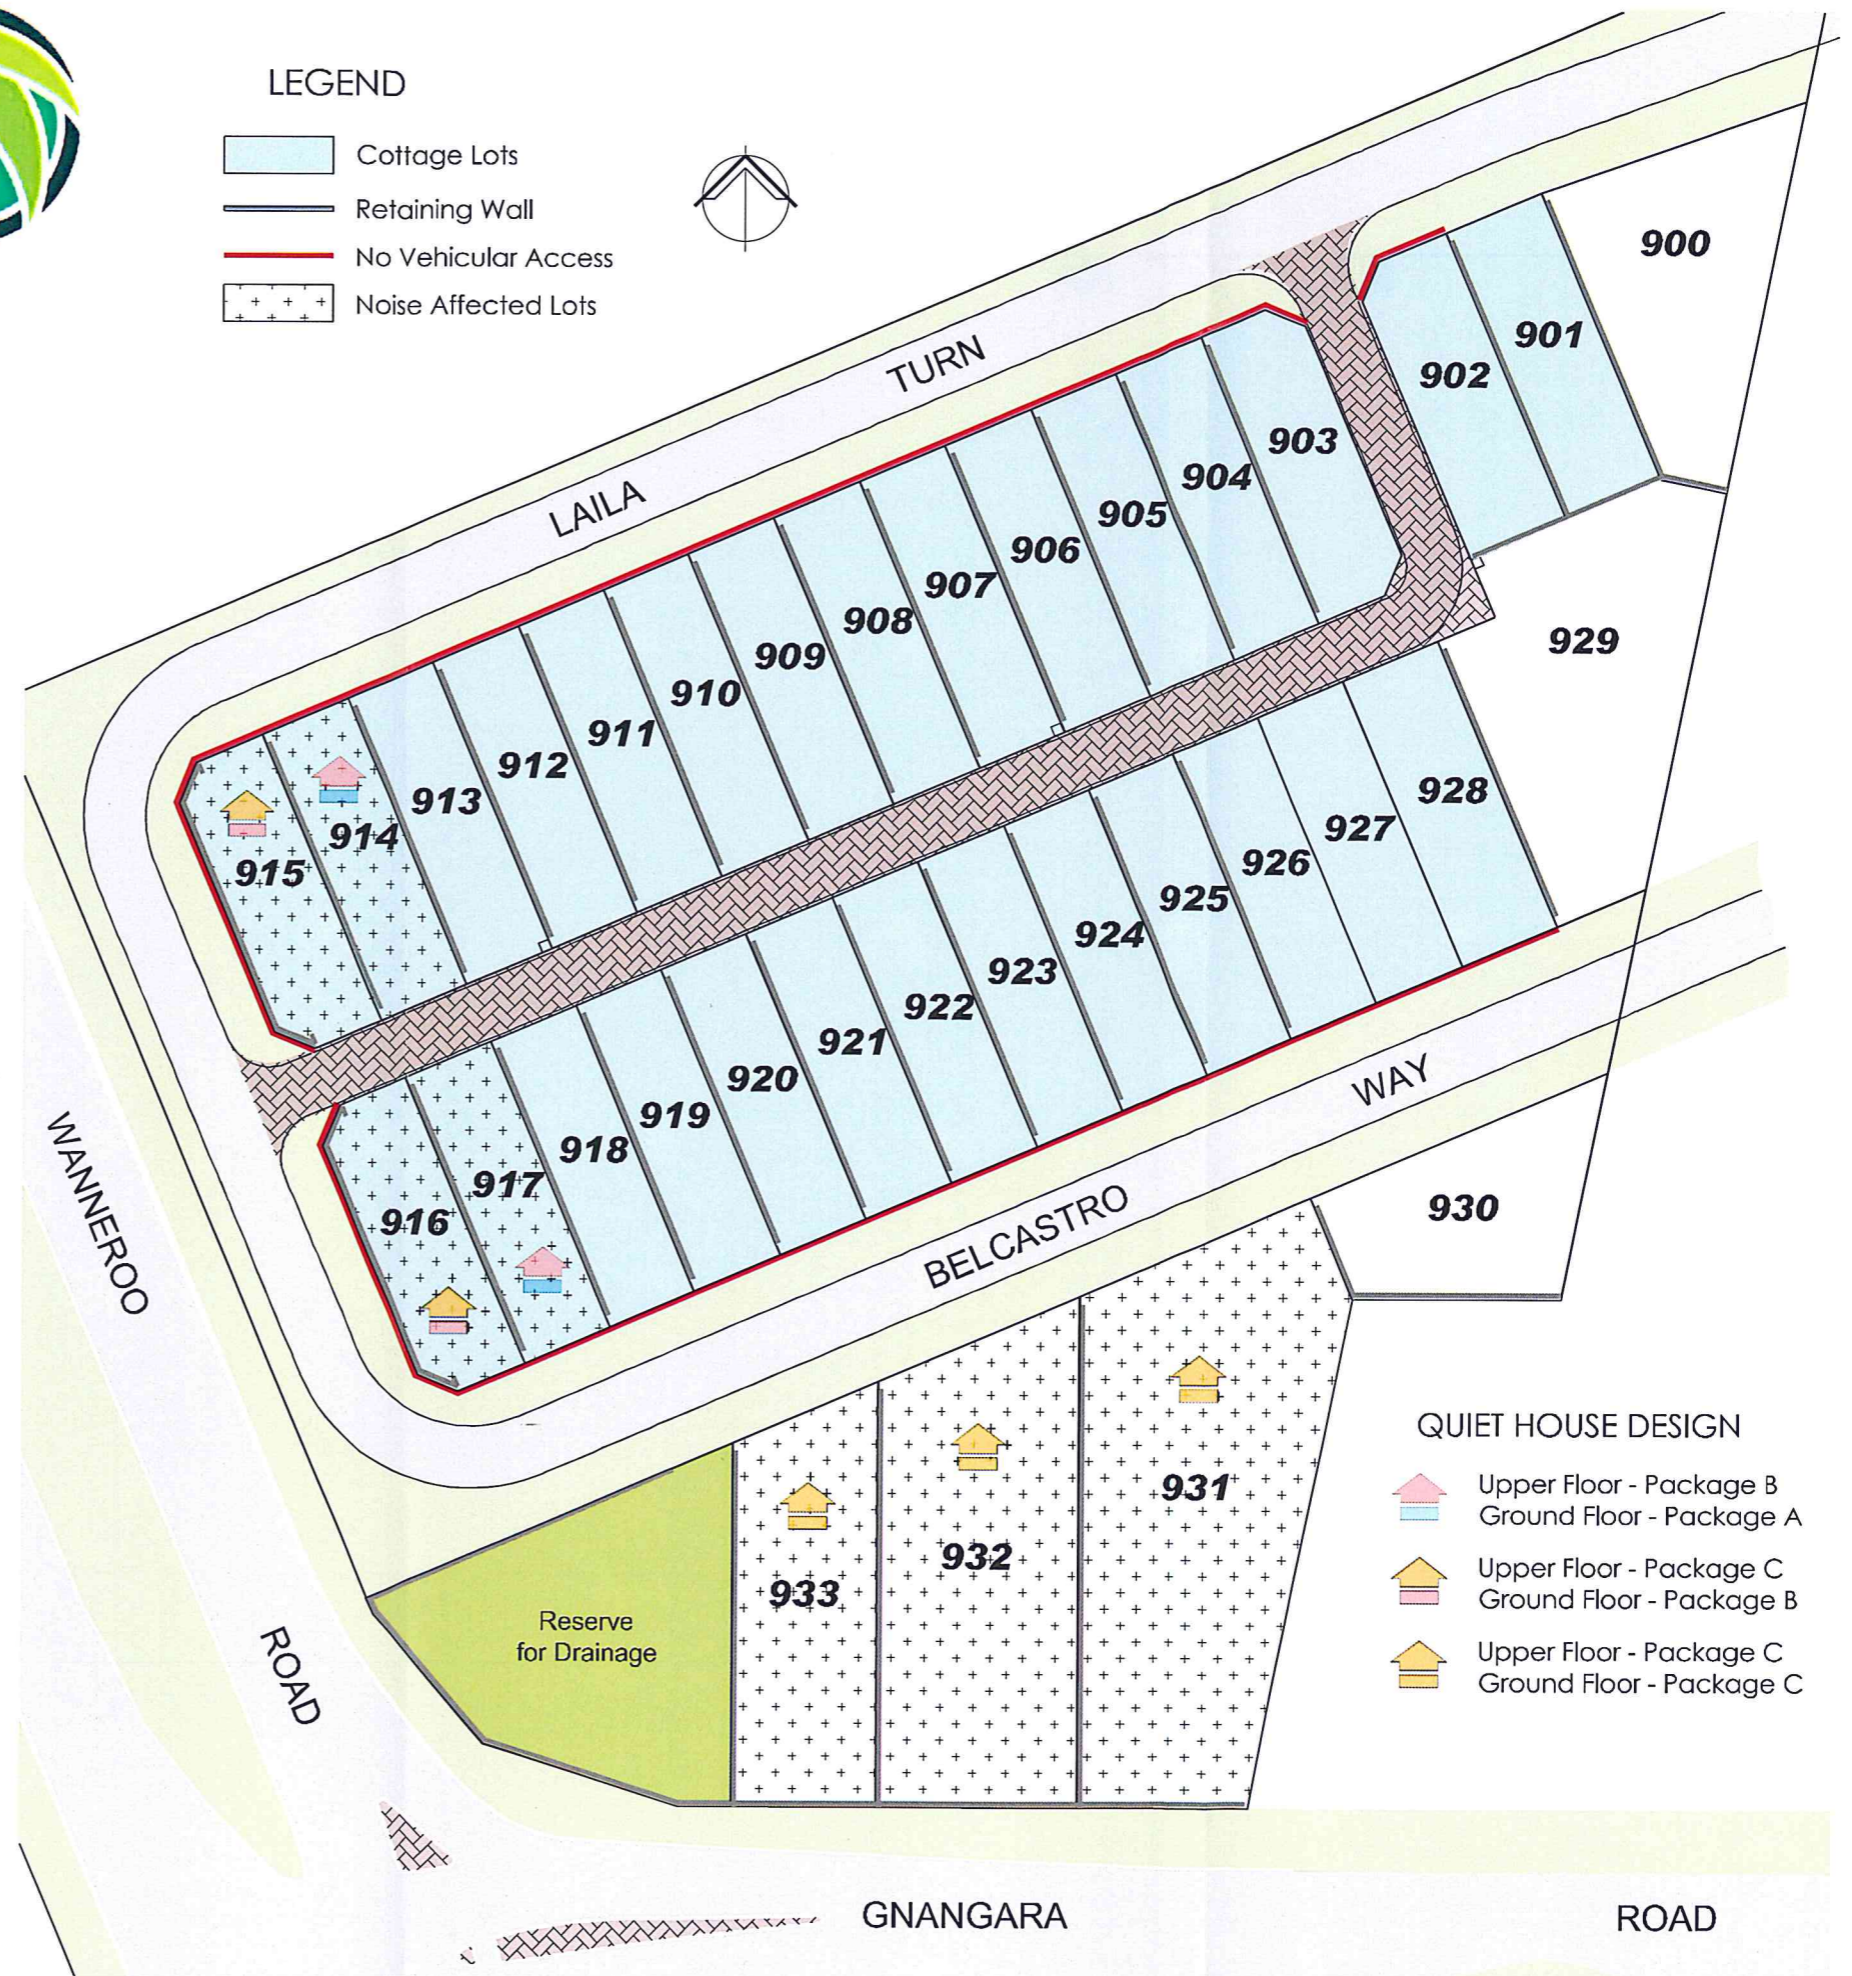 LEGEND
Cottage Lots
Retaining Wall
No Vehicular Access
Noise Affected Lots
900
901
902
903
904
905
906
907
908
909
910
911
912
913
914
915
LAILA
TURN
929
928
927
926
925
924
923
922
921
920
919
918
917
916
WANNEROO
ROAD
BELCASTRO
WAY
930
931
932
933
Reserve
for Drainage
QUIET HOUSE DESIGN
Upper Floor - Package B
Ground Floor - Package A
Upper Floor - Package C
Ground Floor - Package B
Upper Floor - Package C
Ground Floor - Package C
GNANGARA
ROAD